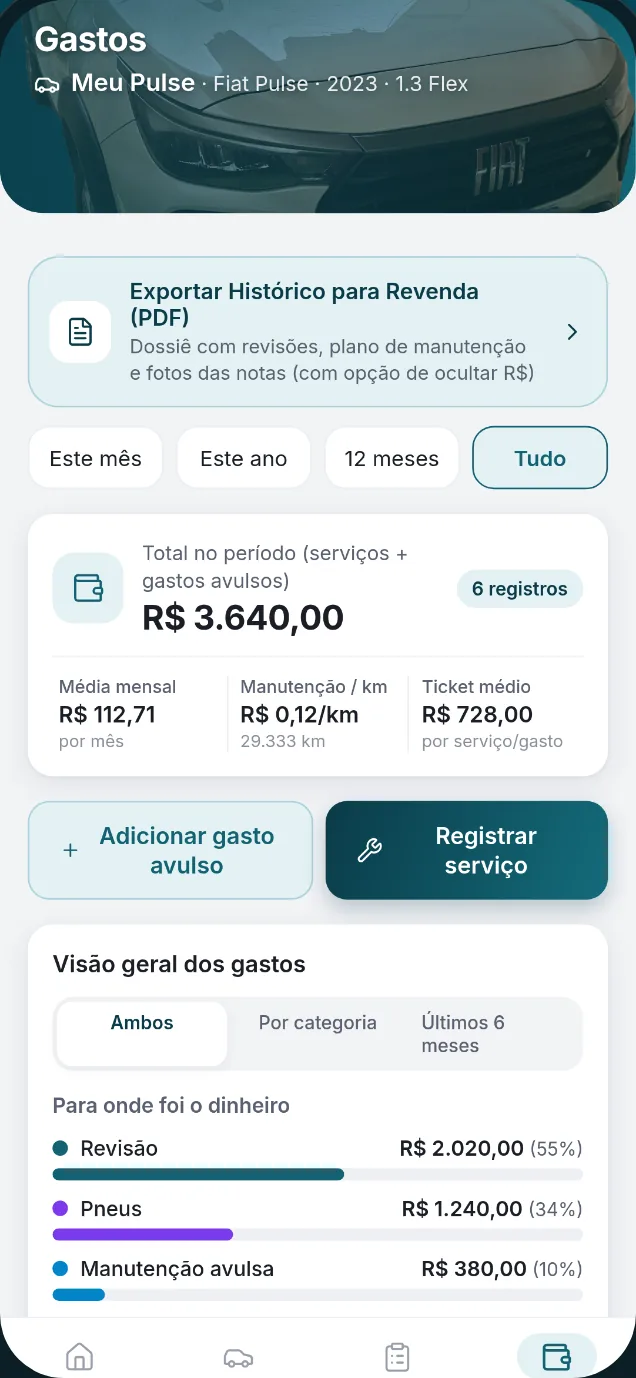 Gastos
Meu Pulse · Fiat Pulse · 2023 · 1.3 Flex
FIAT
Exportar Histórico para Revenda
(PDF)
Dossiê com revisões, plano de manutenção
e fotos das notas (com opção de ocultar R$)
Este mês
Este ano
12 meses
Tudo
Total no período (serviços +
gastos avulsos)
R$ 3.640,00
6 registros
Média mensal
R$ 112,71
por mês
Manutenção / km
R$ 0,12/km
29.333 km
Ticket médio
R$ 728,00
por serviço/gasto
+ Adicionar gasto
avulso
Registrar
serviço
Visão geral dos gastos
Ambos
Por categoria
Últimos 6
meses
Para onde foi o dinheiro
Revisão R$ 2.020,00 (55%)
Pneus R$ 1.240,00 (34%)
Manutenção avulsa R$ 380,00 (10%)